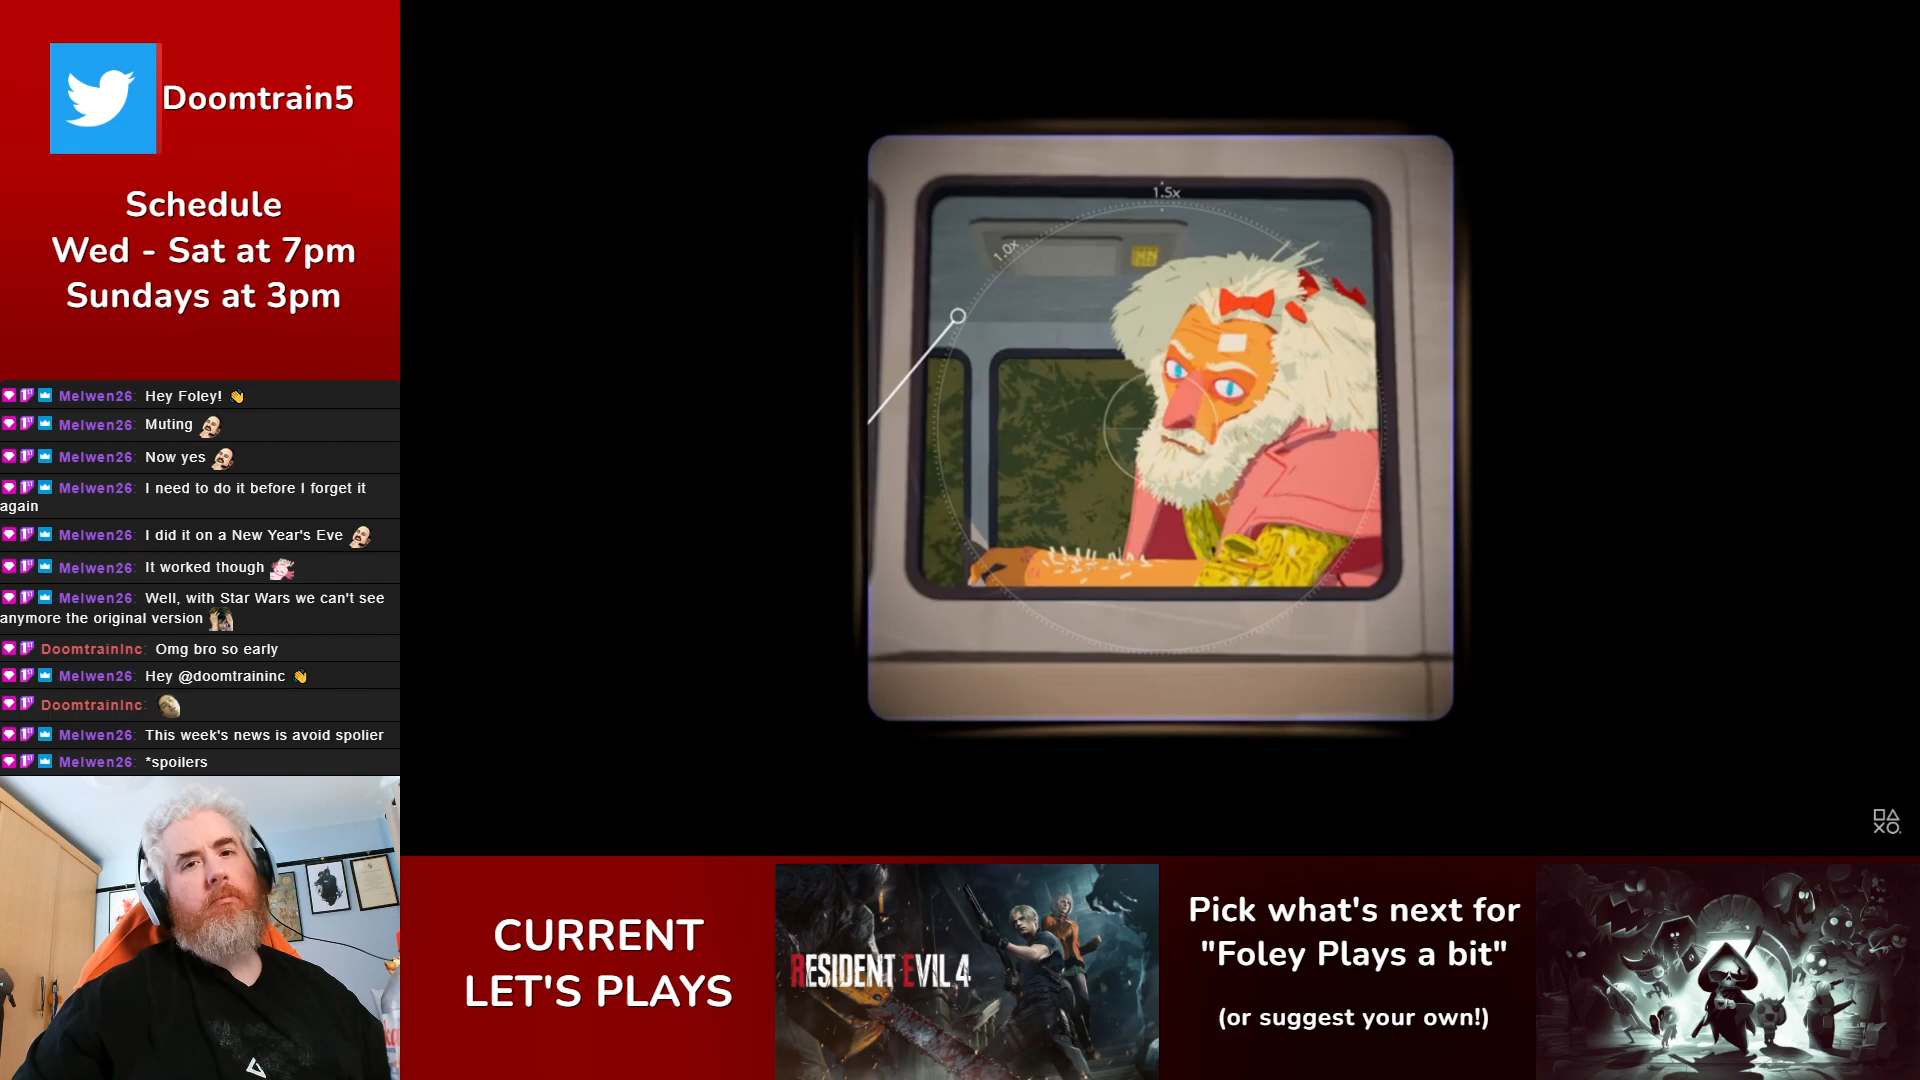 Doomtrain5
Schedule
Wed - Sat at 7pm
Sundays at 3pm
Melwen26: Hey Foley!
Melwen26: Muting
Melwen26: Now yes
Melwen26: I need to do it before I forget it
again
Melwen26: I did it on a New Year's Eve
Melwen26: It worked though
Melwen26: Well, with Star Wars we can't see
anymore the original version
DoomtrainInc: Omg bro so early
Melwen26: Hey @doomtraininc
DoomtrainInc:
Melwen26: This week's news is avoid spolier
Melwen26: *spoilers
1.5x
1.0x
CURRENT
LET'S PLAYS
RESIDENT EVIL 4
Pick what's next for
"Foley Plays a bit"
(or suggest your own!)